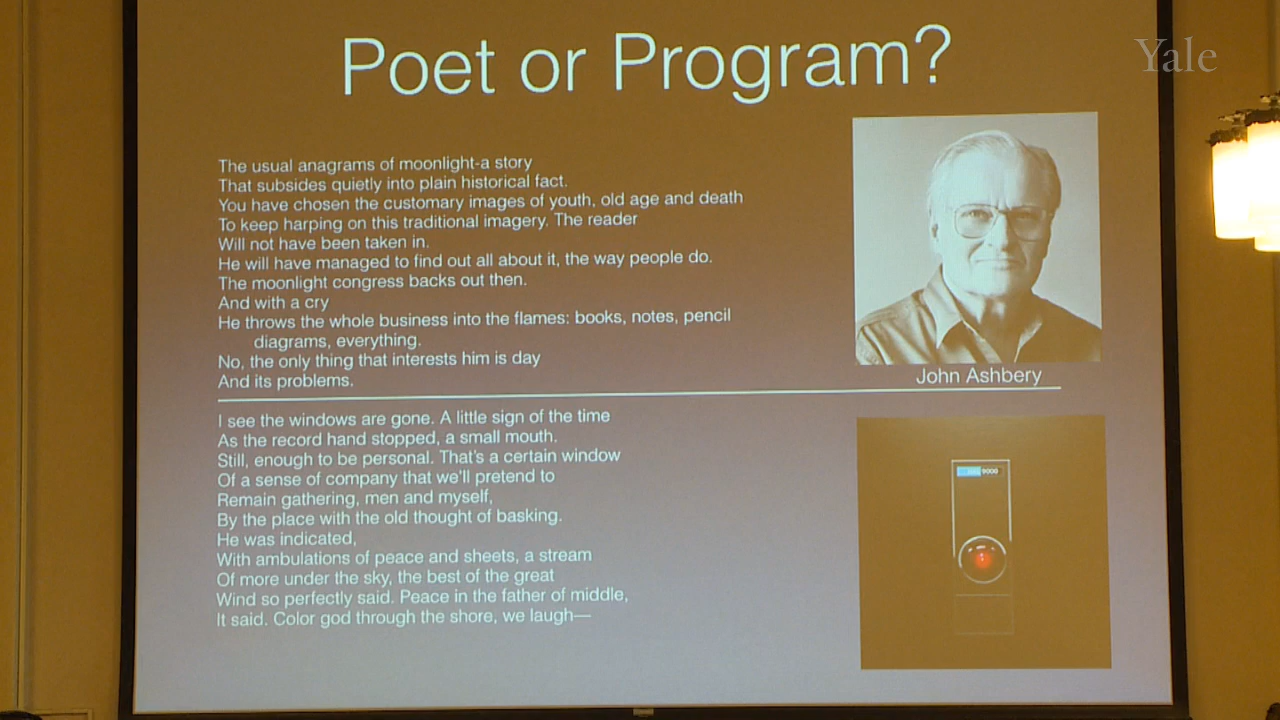 Poet or Program?
Yale
The usual anagrams of moonlight-a story
That subsides quietly into plain historical fact.
You have chosen the customary images of youth, old age and death
To keep harping on this traditional imagery. The reader
Will not have been taken in.
He will have managed to find out all about it, the way people do.
The moonlight congress backs out then.
And with a cry
He throws the whole business into the flames: books, notes, pencil
diagrams, everything.
No, the only thing that interests him is day
And its problems.
John Ashbery
I see the windows are gone. A little sign of the time
As the record hand stopped, a small mouth.
Still, enough to be personal. That's a certain window
Of a sense of company that we'll pretend to
Remain gathering, men and myself,
By the place with the old thought of basking.
He was indicated,
With ambulations of peace and sheets, a stream
Of more under the sky, the best of the great
Wind so perfectly said. Peace in the father of middle,
It said. Color god through the shore, we laugh—
9000